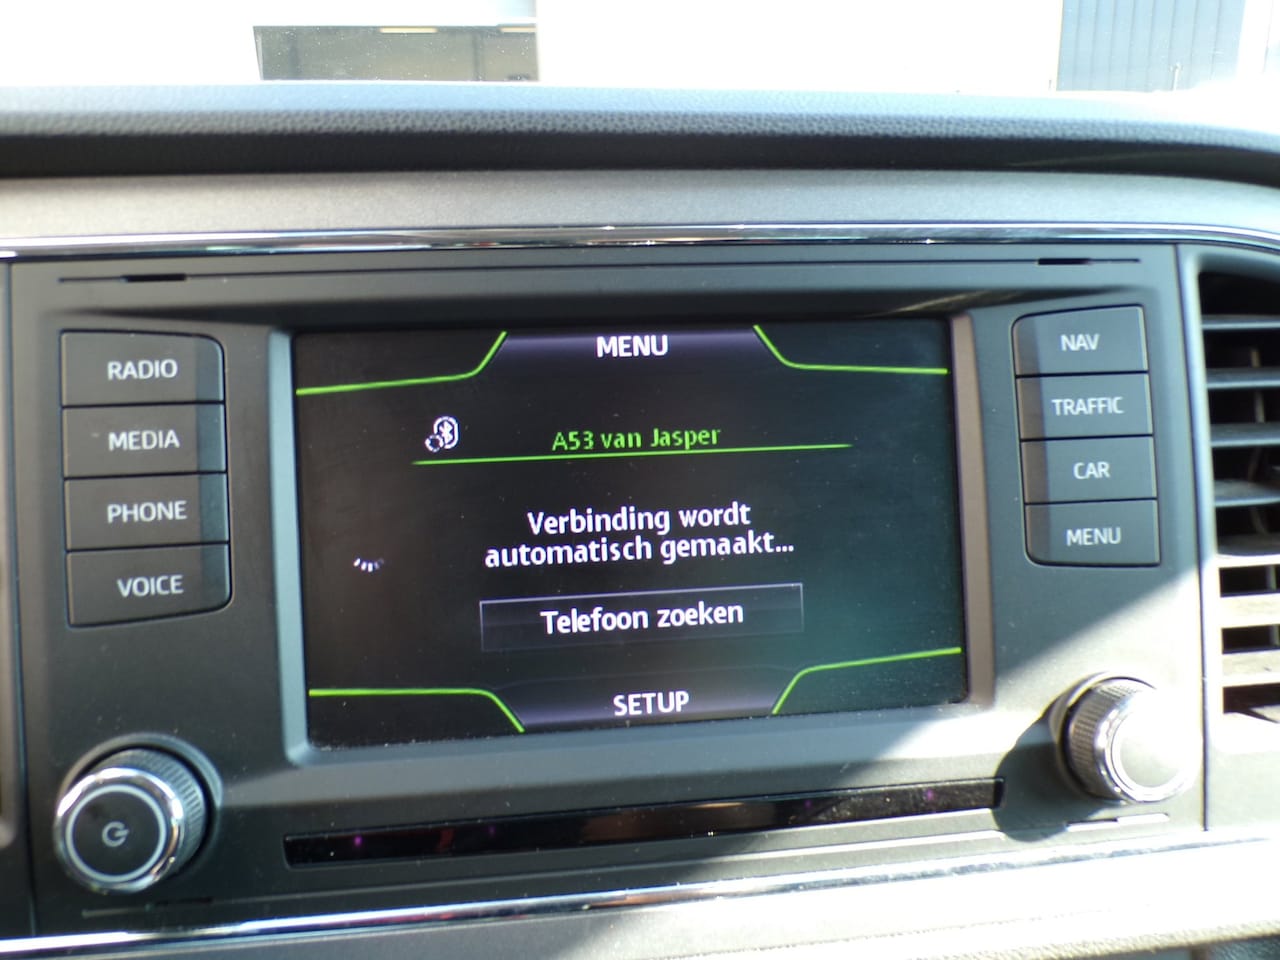 RADIO
MEDIA
PHONE
VOICE
MENU
A53 van Jasper
Verbinding wordt
automatisch gemaakt...
Telefoon zoeken
SETUP
NAV
TRAFFIC
CAR
MENU